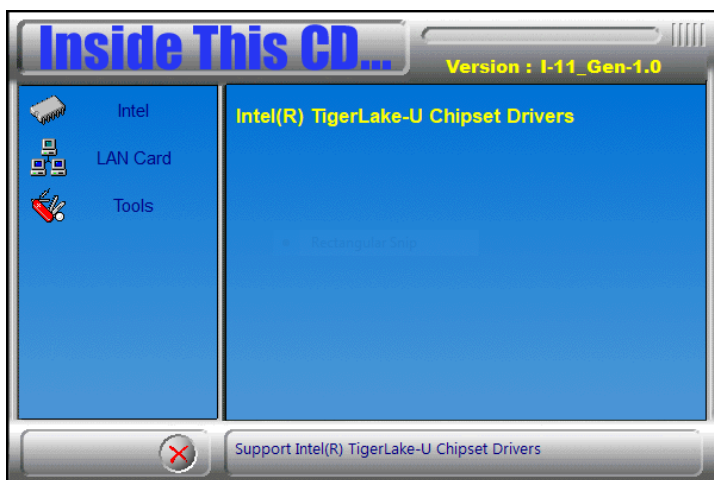 Inside This CD...
Version : I-11_Gen-1.0
Intel
LAN Card
Tools
Intel(R) TigerLake-U Chipset Drivers
Rectangular Snip
Support Intel(R) TigerLake-U Chipset Drivers